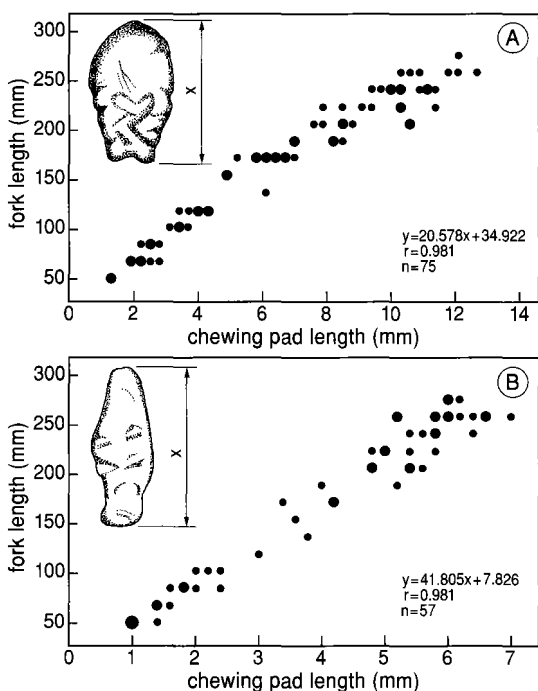 A
300
250
200
150
100
50
fork length (mm)
X
y=20.578x+34.922
r=0.981
n=75
0 2 4 6 8 10 12 14
chewing pad length (mm)
B
300
250
200
150
100
50
fork length (mm)
X
y=41.805x+7.826
r=0.981
n=57
0 1 2 3 4 5 6 7
chewing pad length (mm)